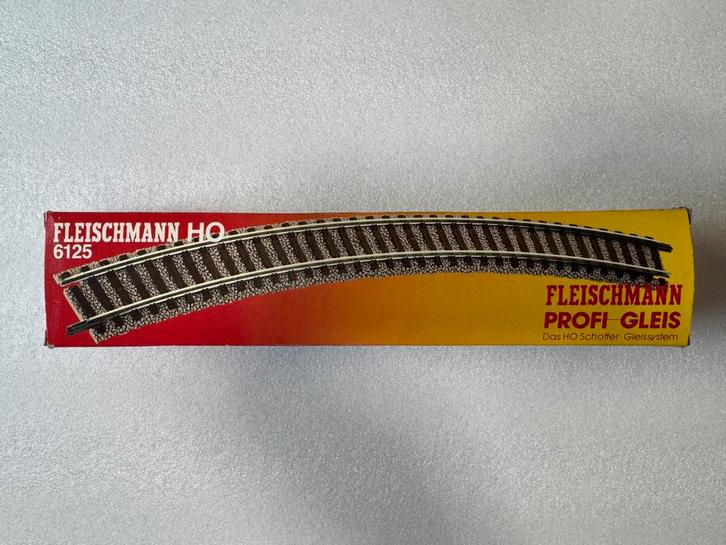 FLEISCHMANN HO
6125
FLEISCHMANN
PROFI-GLEIS
Das HO Schotter-Gleissystem